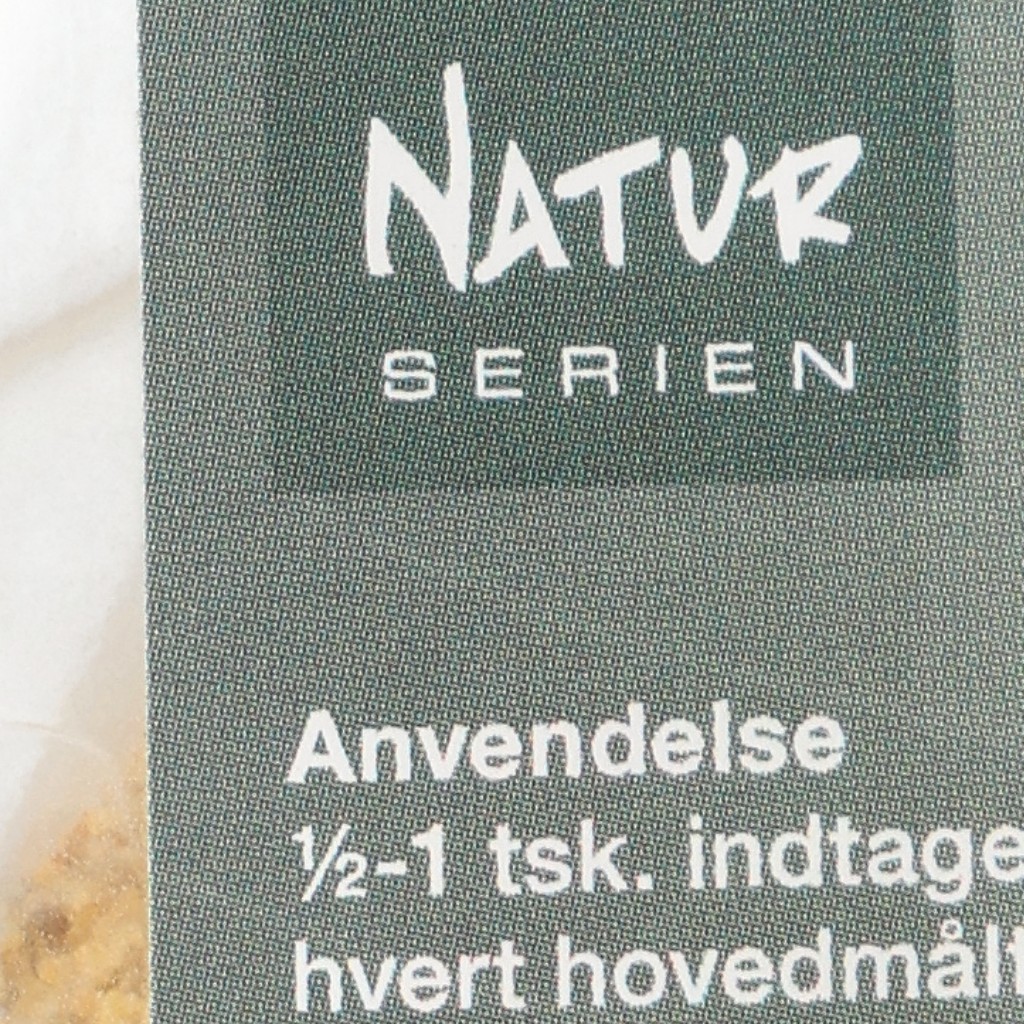 NATUR
SERIEN
Anvendelse
½-1 tsk. indtage
hvert hovedmålt